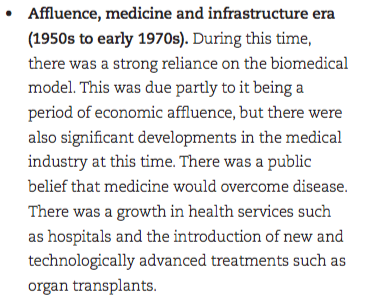 • Affluence, medicine and infrastructure era
(1950s to early 1970s). During this time,
there was a strong reliance on the biomedical
model. This was due partly to it being a
period of economic affluence, but there were
also significant developments in the medical
industry at this time. There was a public
belief that medicine would overcome disease.
There was a growth in health services such
as hospitals and the introduction of new and
technologically advanced treatments such as
organ transplants.